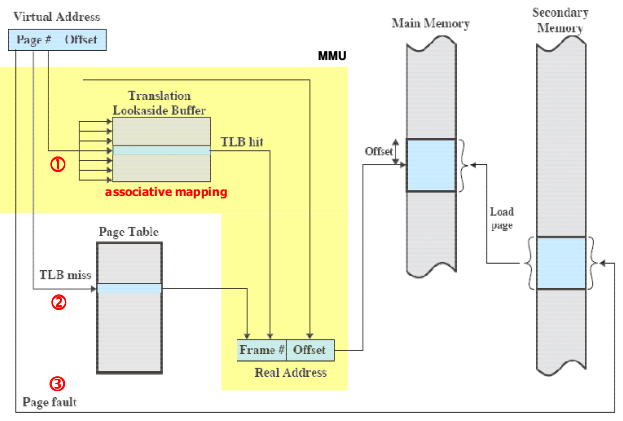 Virtual Address
Page # Offset
MMU
Main Memory
Secondary
Memory
Translation
Lookaside Buffer
TLB hit
①
associative mapping
Offset
Load
page
Page Table
TLB miss
②
Frame # Offset
Real Address
③
Page fault